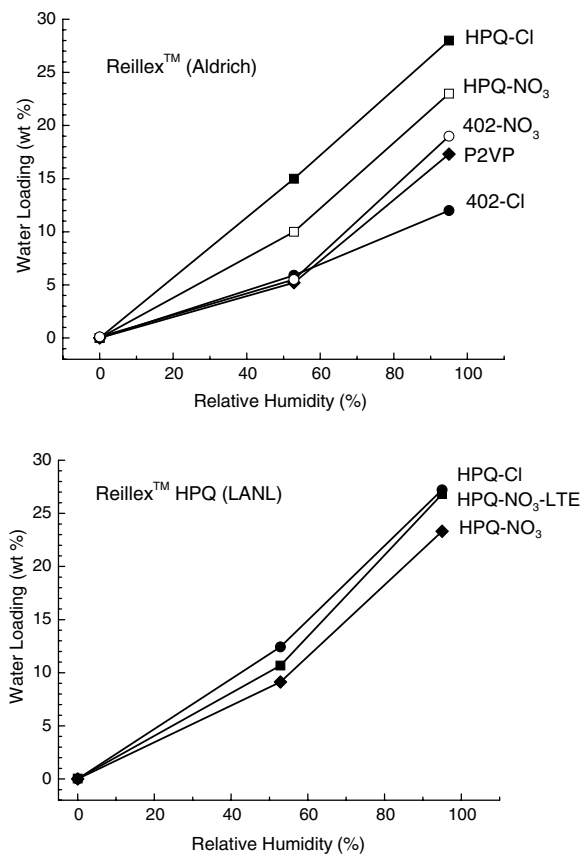 30
25
20
15
10
5
0
Water Loading (wt %)
Reillex™ (Aldrich)
HPQ-Cl
HPQ-NO₃
402-NO₃
P2VP
402-Cl
0 20 40 60 80 100
Relative Humidity (%)
30
25
20
15
10
5
0
Water Loading (wt %)
Reillex™ HPQ (LANL)
HPQ-Cl
HPQ-NO₃-LTE
HPQ-NO₃
0 20 40 60 80 100
Relative Humidity (%)